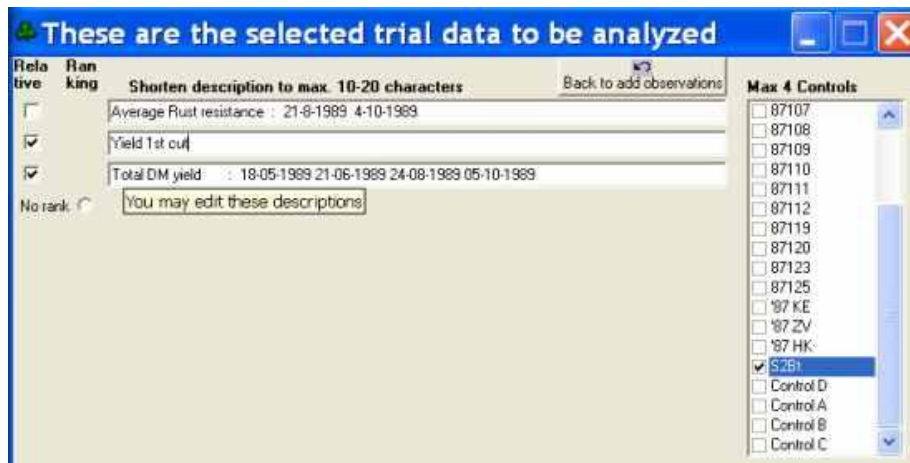 These are the selected trial data to be analyzed
Rela tive
Ran king
Shorten description to max. 10-20 characters
Back to add observations
Average Rust resistance : 21-8-1989 4-10-1989
Yield 1st cut
Total DM yield : 18-05-1989 21-06-1989 24-08-1989 05-10-1989
No rank
You may edit these descriptions
Max 4 Controls
87107
87108
87109
87110
87111
87112
87119
87120
87123
87125
'87 KE
'87 ZV
'87 HK
S2Bt
Control D
Control A
Control B
Control C